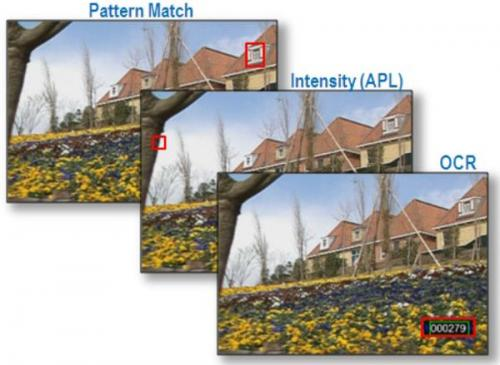 Pattern Match
Intensity (APL)
OCR
000279